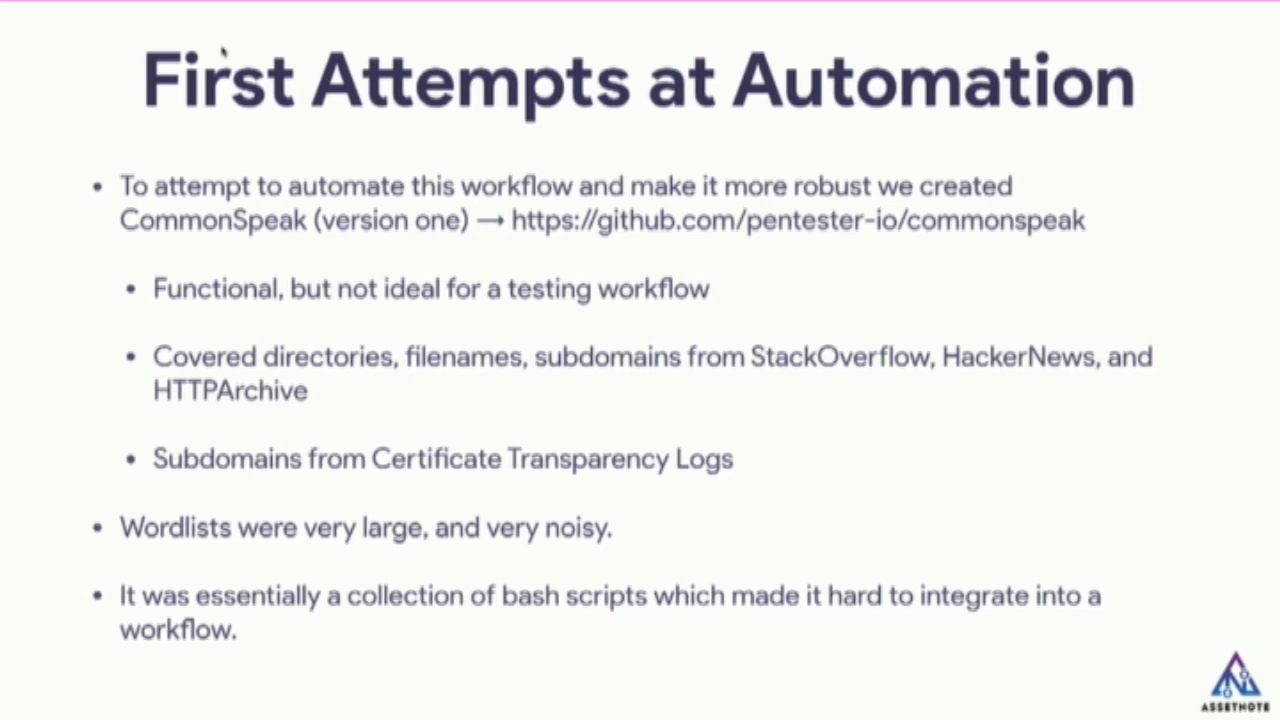 First Attempts at Automation
• To attempt to automate this workflow and make it more robust we created
CommonSpeak (version one) → https://github.com/pentester-io/commonspeak
• Functional, but not ideal for a testing workflow
• Covered directories, filenames, subdomains from StackOverflow, HackerNews, and
HTTPArchive
• Subdomains from Certificate Transparency Logs
• Wordlists were very large, and very noisy.
• It was essentially a collection of bash scripts which made it hard to integrate into a
workflow.
ASSETNOTE